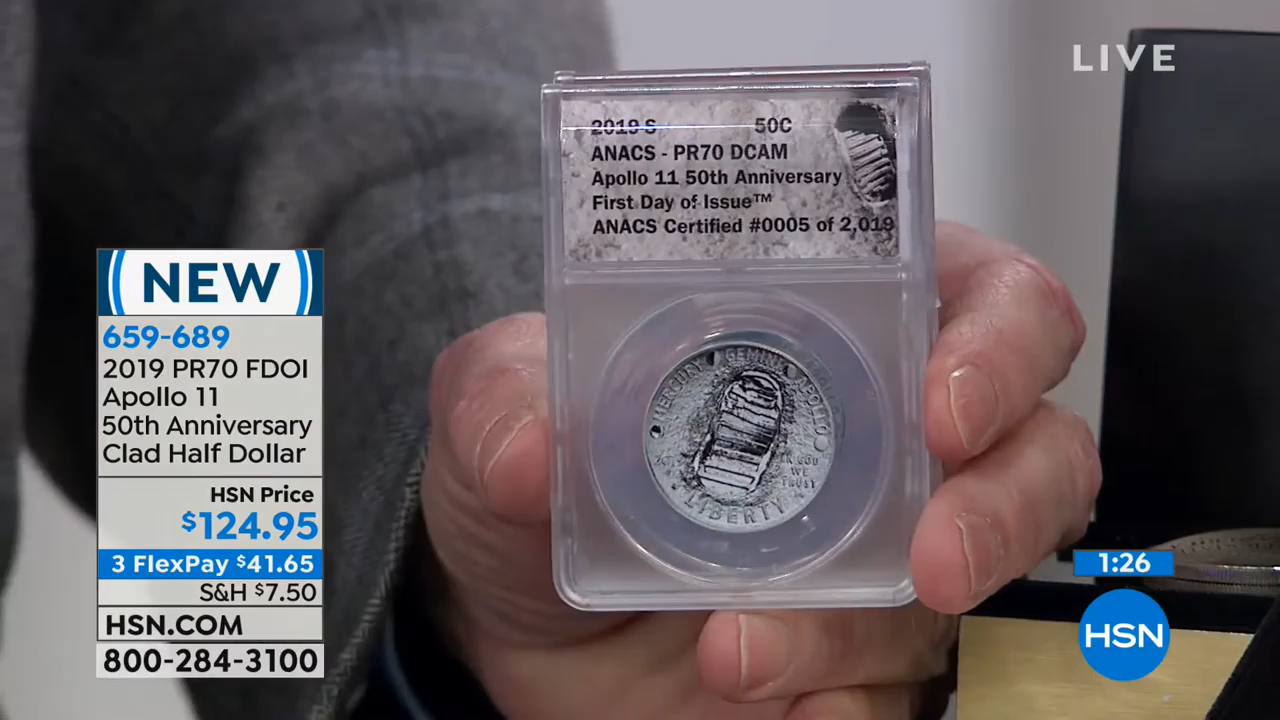 LIVE
2019-S 50C
ANACS - PR70 DCAM
Apollo 11 50th Anniversary
First Day of Issue™
ANACS Certified #0005 of 2,019
MERCURY GEMINI APOLLO
IN GOD
WE
TRUST
LIBERTY
NEW
659-689
2019 PR70 FDOI
Apollo 11
50th Anniversary
Clad Half Dollar
HSN Price
$124.95
3 FlexPay $41.65
S&H $7.50
HSN.COM
800-284-3100
1:26
HSN